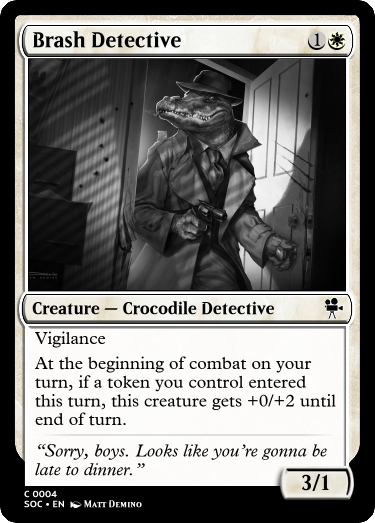 Brash Detective 1
Creature — Crocodile Detective
Vigilance
At the beginning of combat on your
turn, if a token you control entered
this turn, this creature gets +0/+2 until
end of turn.
“Sorry, boys. Looks like you’re gonna be
late to dinner.”
3/1
C 0004
SOC • EN Matt Demino